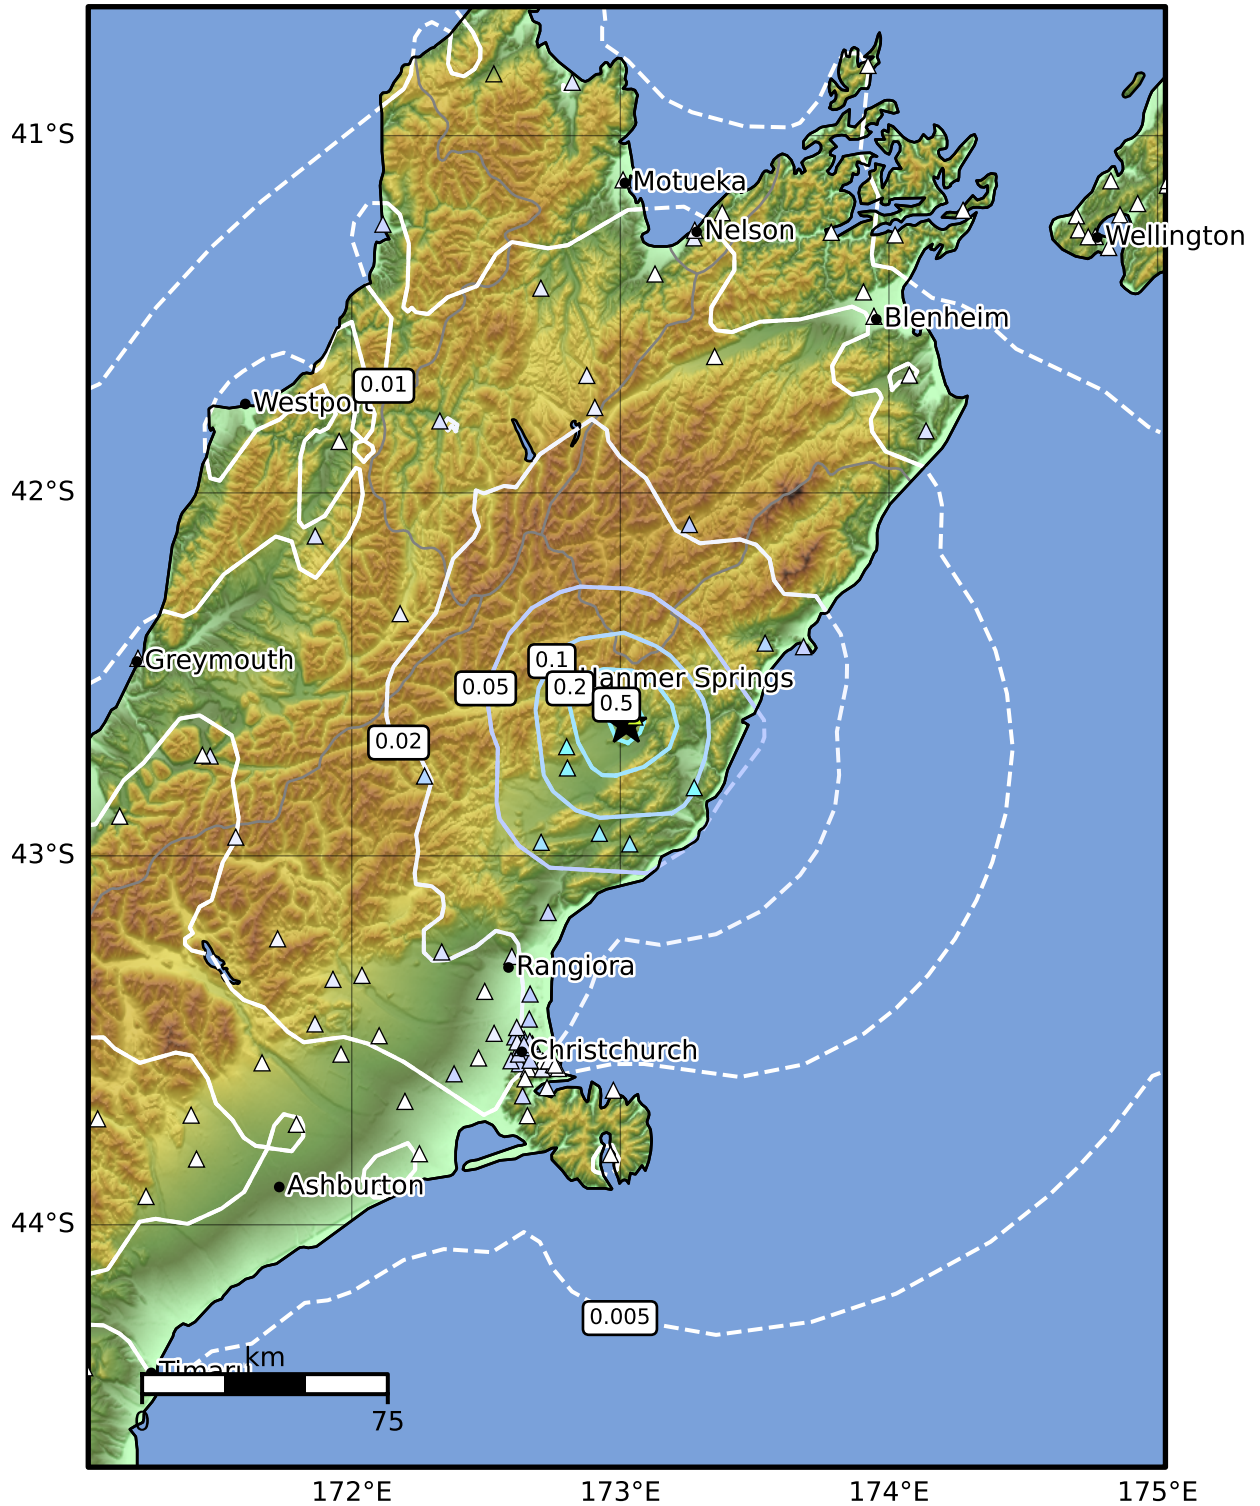 41°S
Motueka
Nelson
Wellington
Blenheim
0.01
Westport
42°S
Greymouth
0.1
Hanmer Springs
0.05
0.2
0.5
0.02
43°S
Rangiora
Christchurch
Ashburton
44°S
0.005
km
Timaru
0
75
172°E
173°E
174°E
175°E